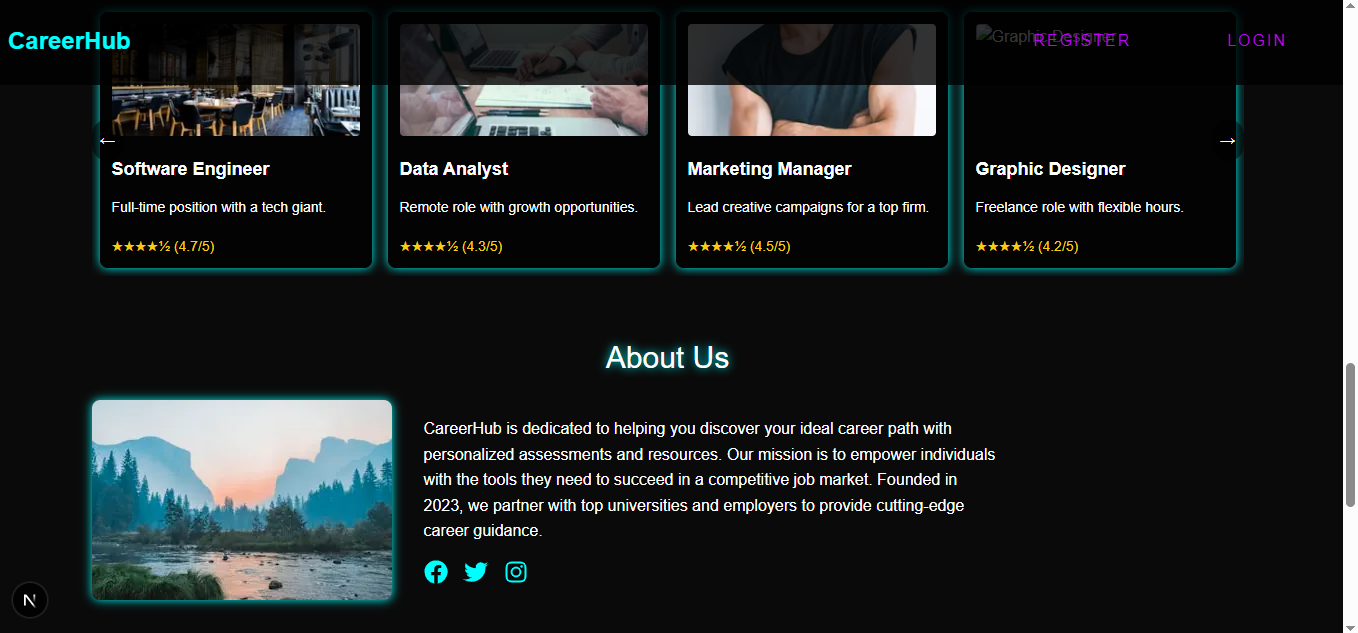 CareerHub
Graphic Designer
REGISTER
LOGIN
←
→
Software Engineer
Full-time position with a tech giant.
★★★★½ (4.7/5)
Data Analyst
Remote role with growth opportunities.
★★★★½ (4.3/5)
Marketing Manager
Lead creative campaigns for a top firm.
★★★★½ (4.5/5)
Graphic Designer
Freelance role with flexible hours.
★★★★½ (4.2/5)
About Us
CareerHub is dedicated to helping you discover your ideal career path with
personalized assessments and resources. Our mission is to empower individuals
with the tools they need to succeed in a competitive job market. Founded in
2023, we partner with top universities and employers to provide cutting-edge
career guidance.
N